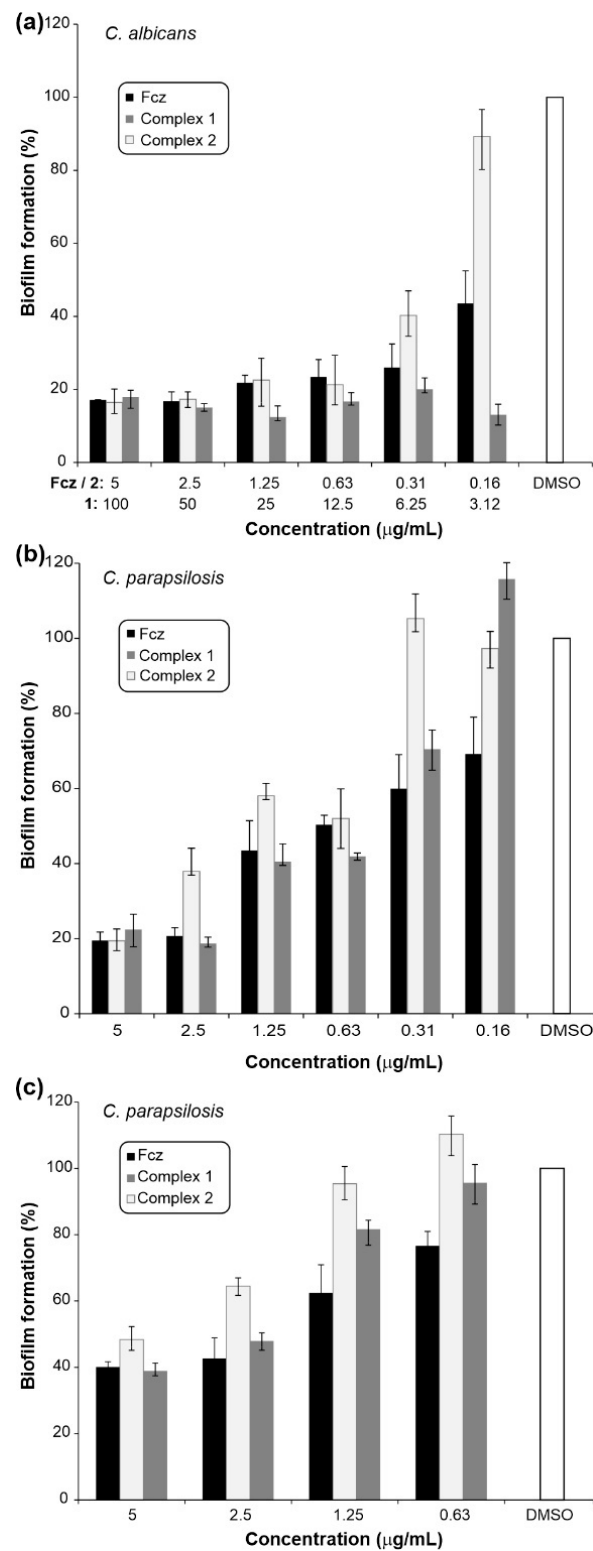 (a)
C. albicans
Fcz
Complex 1
Complex 2
Biofilm formation (%)
120
100
80
60
40
20
0
Fcz / 2: 5 2.5 1.25 0.63 0.31 0.16 DMSO
1: 100 50 25 12.5 6.25 3.12
Concentration (μg/mL)
(b)
C. parapsilosis
Fcz
Complex 1
Complex 2
Biofilm formation (%)
120
100
80
60
40
20
0
5 2.5 1.25 0.63 0.31 0.16 DMSO
Concentration (μg/mL)
(c)
C. parapsilosis
Fcz
Complex 1
Complex 2
Biofilm formation (%)
120
100
80
60
40
20
0
5 2.5 1.25 0.63 DMSO
Concentration (μg/mL)